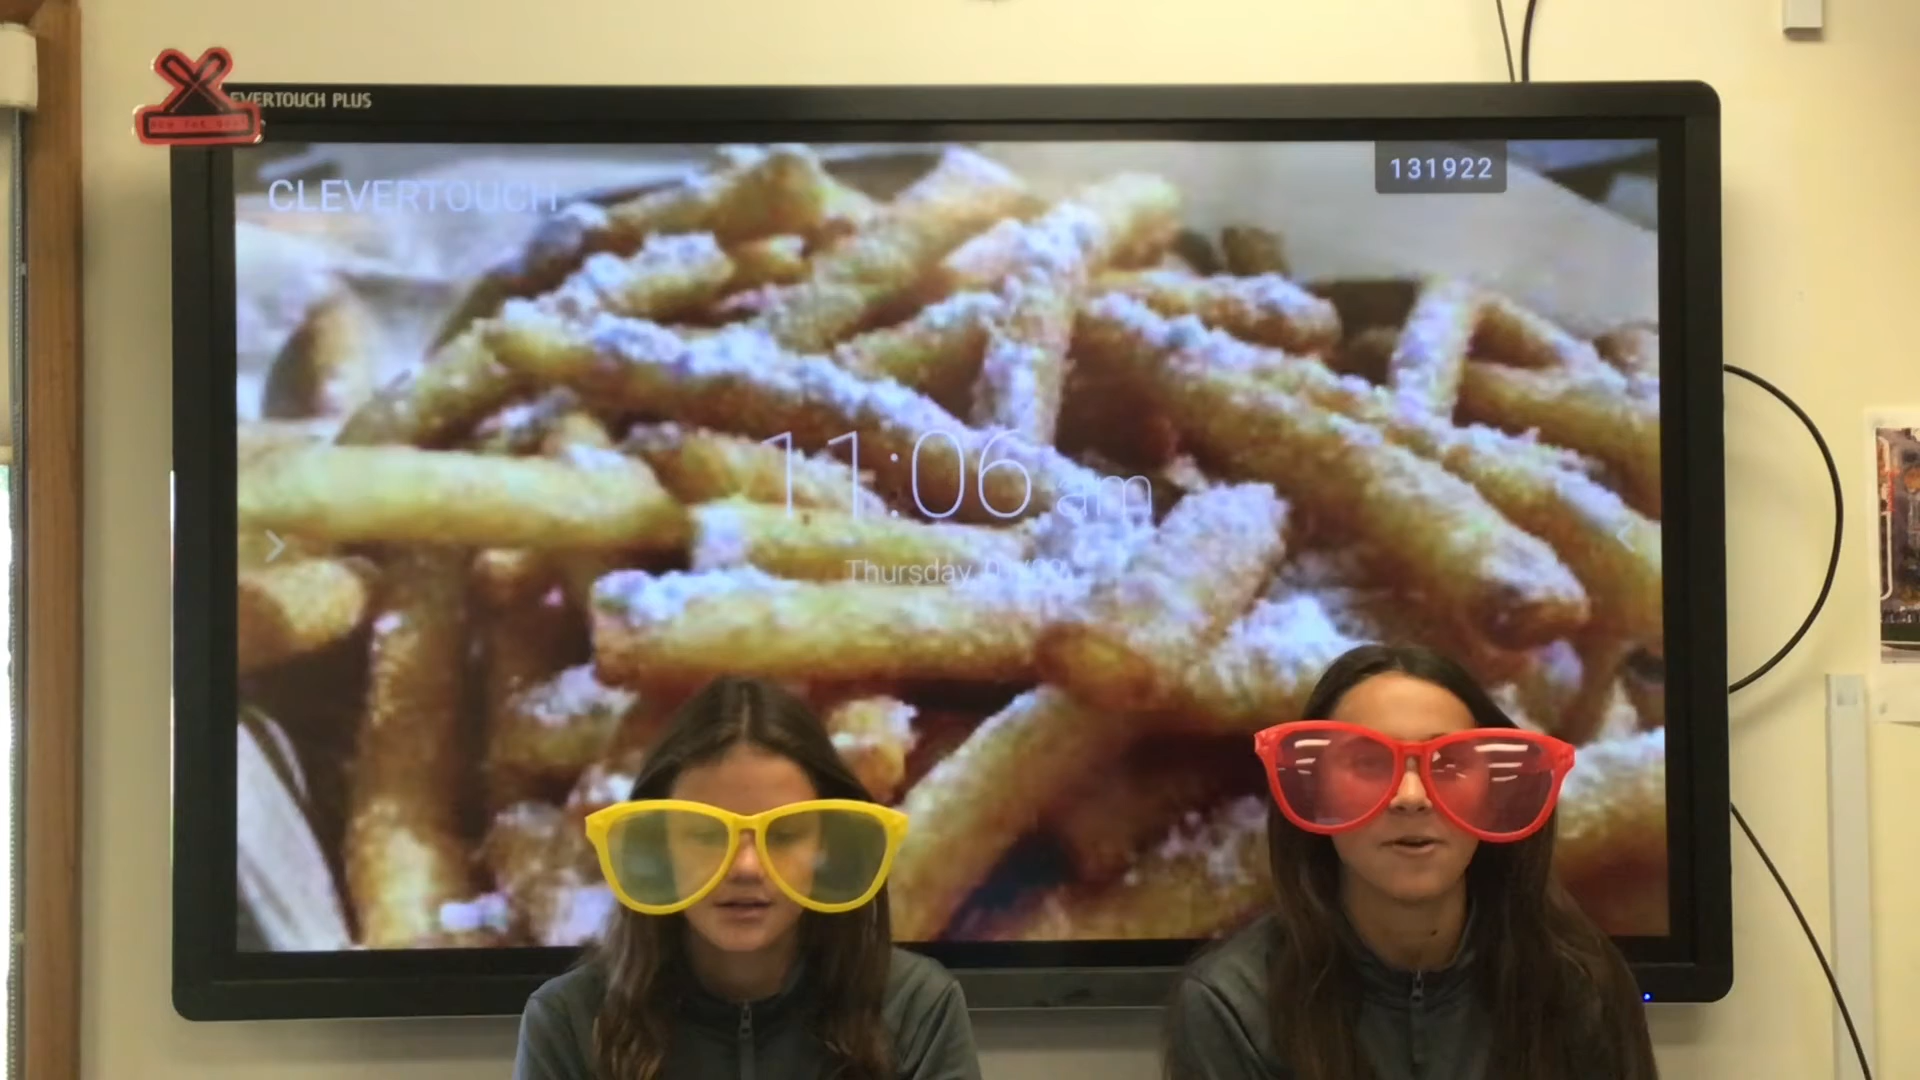 EVERTOUCH PLUS
CLEVERTOUCH
131922
11:06 am
Thursday